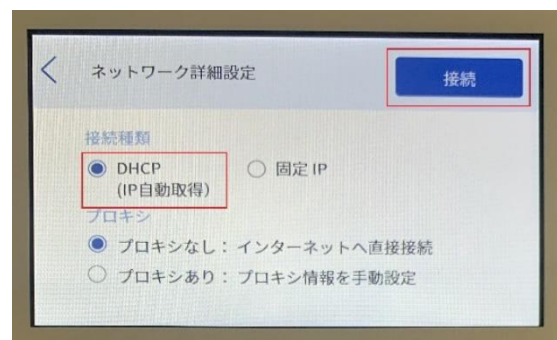 ネットワーク詳細設定
接続
接続種類
DHCP
(IP自動取得)
固定 IP
プロキシ
プロキシなし： インターネットへ直接接続
プロキシあり： プロキシ情報を手動設定